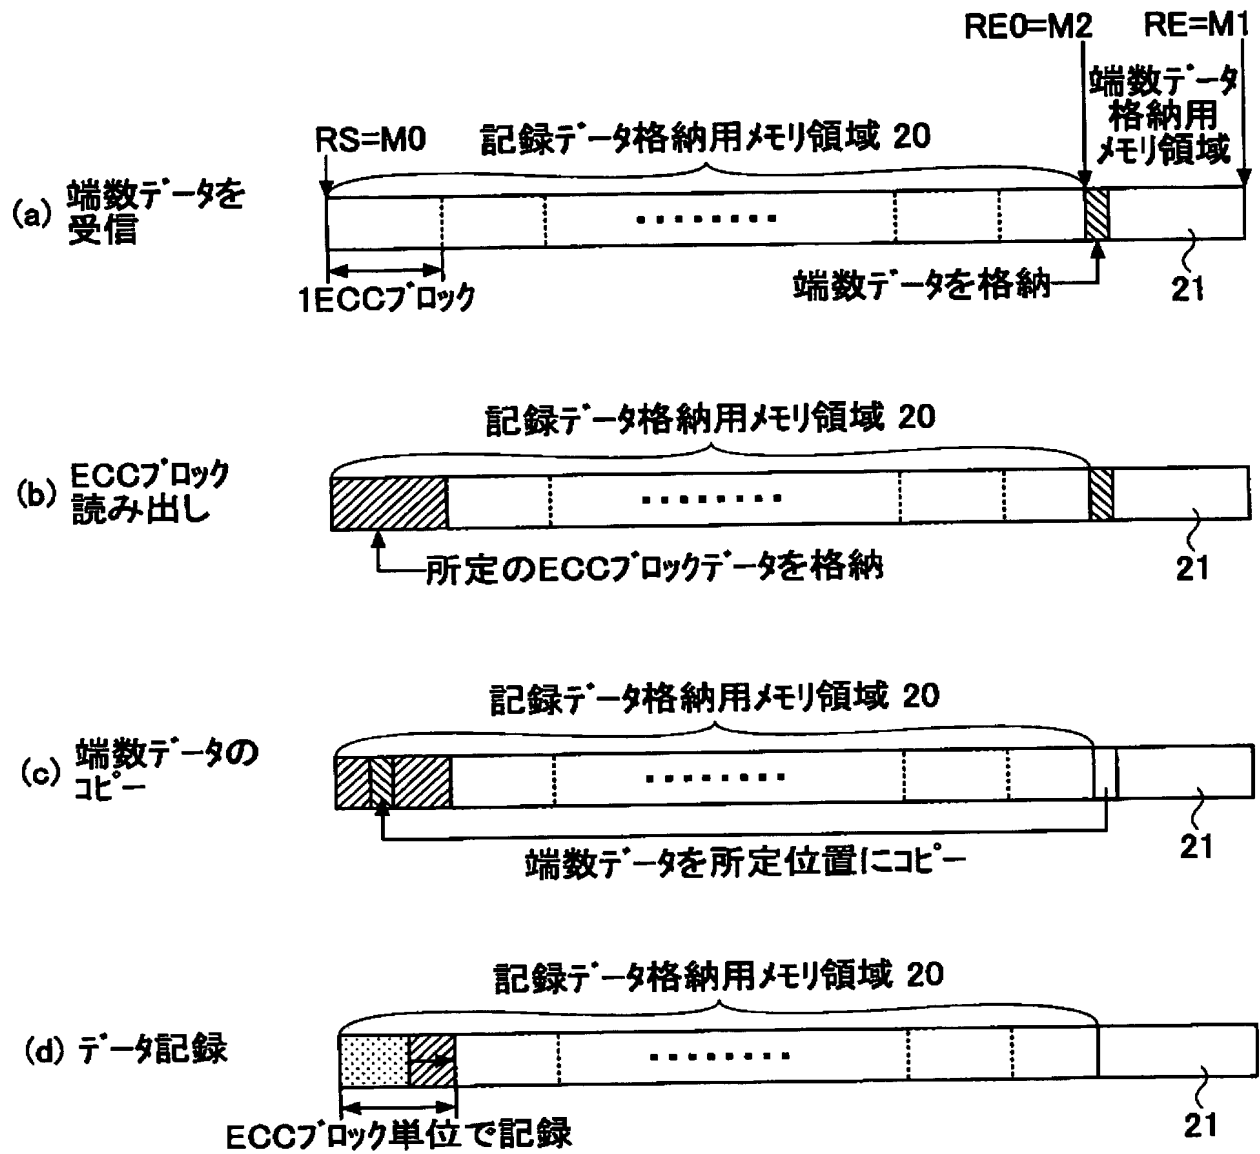 RE0=M2 RE=M1
端数データ
格納用
メモリ領域
RS=M0 記録データ格納用メモリ領域 20
(a) 端数データを
受信
1ECCブロック
端数データを格納
21
記録データ格納用メモリ領域 20
(b) ECCブロック
読み出し
所定のECCブロックデータを格納
21
記録データ格納用メモリ領域 20
(c) 端数データの
コピー
端数データを所定位置にコピー
21
記録データ格納用メモリ領域 20
(d) データ記録
ECCブロック単位で記録
21